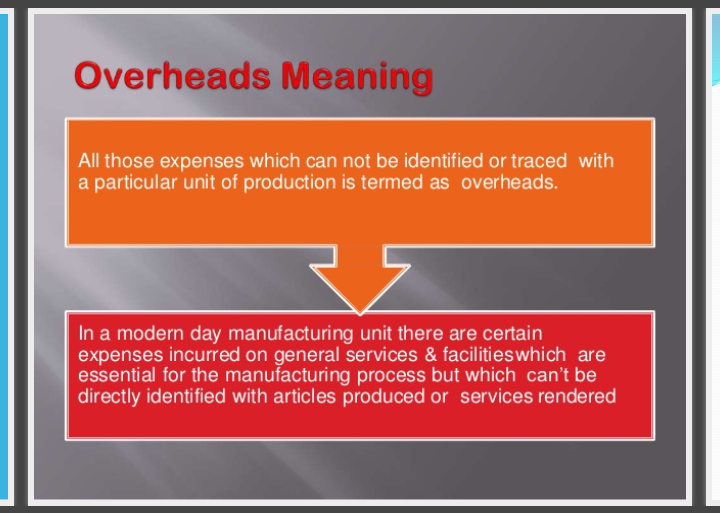 Overheads Meaning
All those expenses which can not be identified or traced with
a particular unit of production is termed as overheads.
In a modern day manufacturing unit there are certain
expenses incurred on general services & facilitieswhich are
essential for the manufacturing process but which can't be
directly identified with articles produced or services rendered